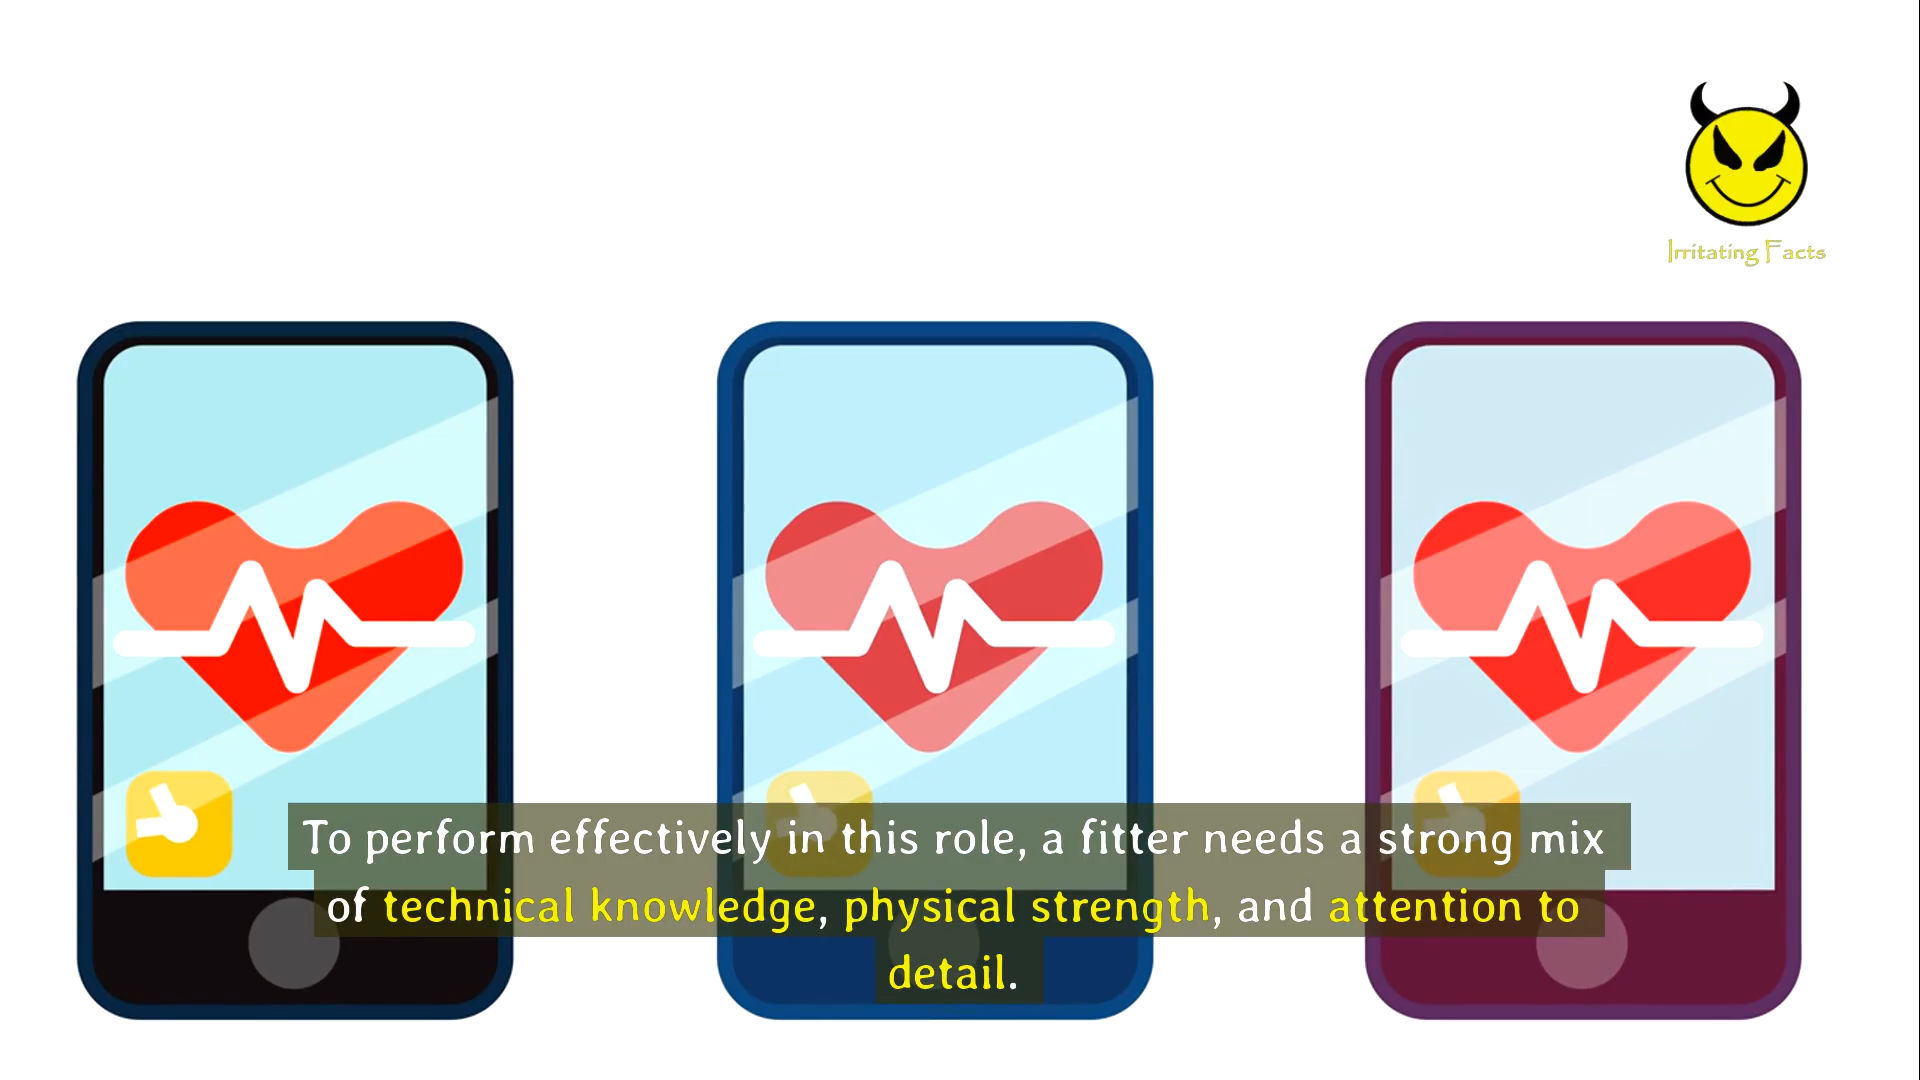 Irritating Facts
To perform effectively in this role, a fitter needs a strong mix
of technical knowledge, physical strength, and attention to
detail.